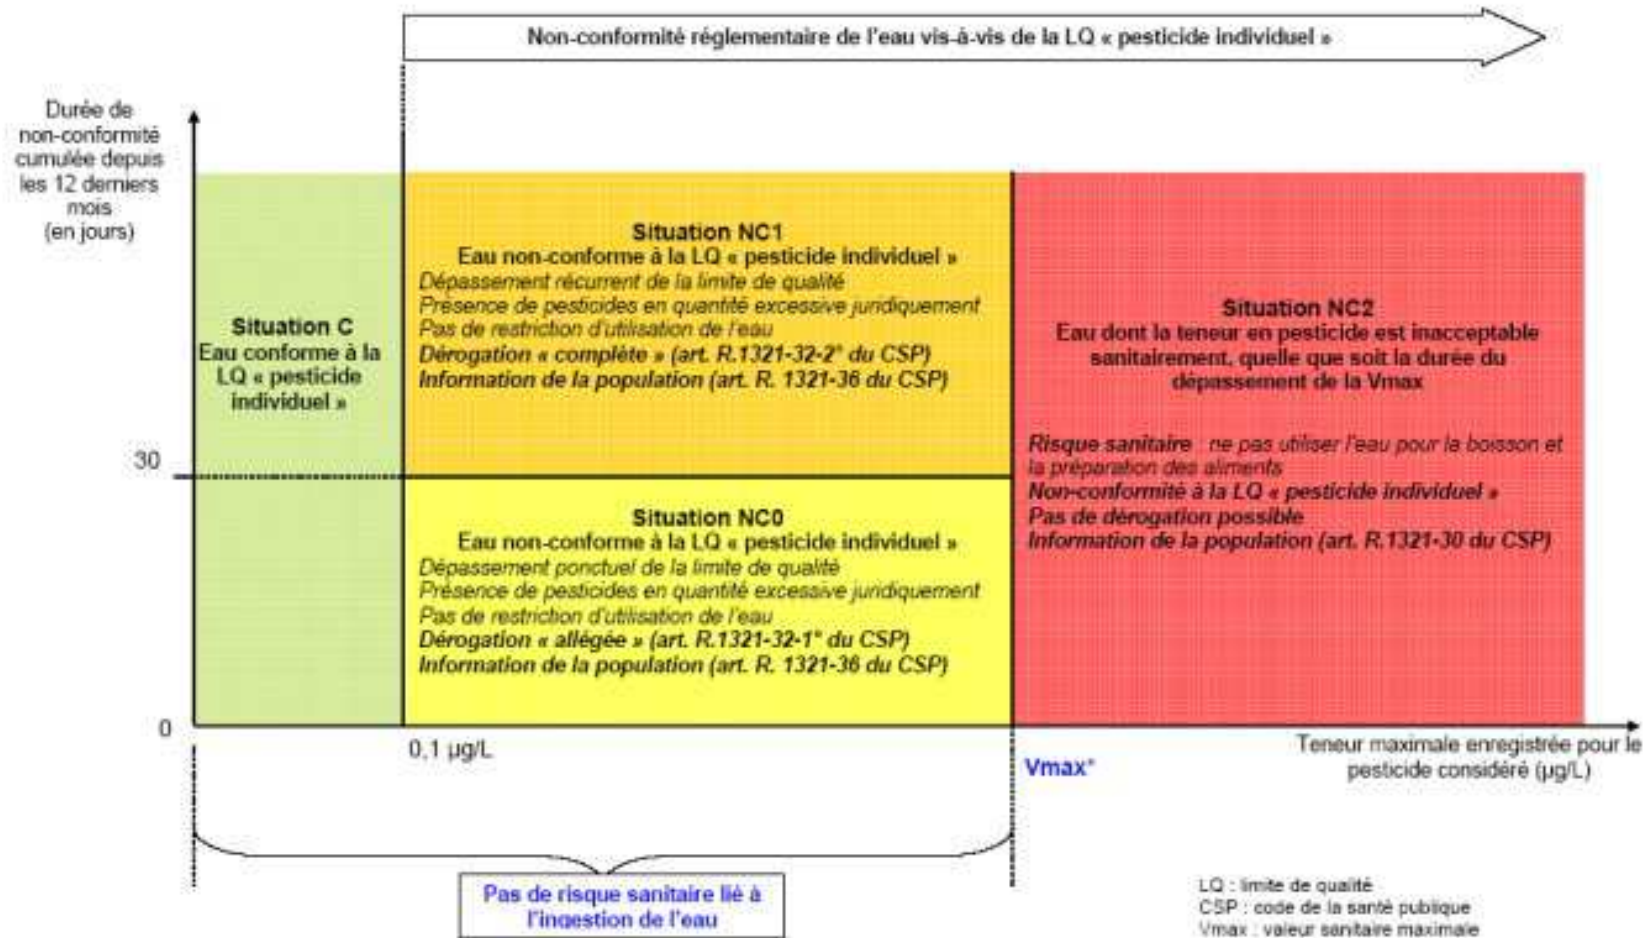 Non-conformité réglementaire de l'eau vis-à-vis de la LQ « pesticide individuel »
Durée de
non-conformité
cumulée depuis
les 12 derniers
mois
(en jours)
Situation C
Eau conforme à la
LQ « pesticide
individuel »
Situation NC1
Eau non-conforme à la LQ « pesticide individuel »
Dépassement récurrent de la limite de qualité
Présence de pesticides en quantité excessive juridiquement
Pas de restriction d'utilisation de l'eau
Dérogation « complète » (art. R.1321-32-2° du CSP)
Information de la population (art. R. 1321-36 du CSP)
Situation NC2
Eau dont la teneur en pesticide est inacceptable
sanitairement, quelle que soit la durée du
dépassement de la Vmax
Risque sanitaire : ne pas utiliser l'eau pour la boisson et
la préparation des aliments
Non-conformité à la LQ « pesticide individuel »
Pas de dérogation possible
Information de la population (art. R.1321-30 du CSP)
30
Situation NC0
Eau non-conforme à la LQ « pesticide individuel »
Dépassement ponctuel de la limite de qualité
Présence de pesticides en quantité excessive juridiquement
Pas de restriction d'utilisation de l'eau
Dérogation « allégée » (art. R.1321-32-1° du CSP)
Information de la population (art. R. 1321-36 du CSP)
0
0,1 µg/L
Vmax*
Teneur maximale enregistrée pour le
pesticide considéré (µg/L)
Pas de risque sanitaire lié à
l'ingestion de l'eau
LQ : limite de qualité
CSP : code de la santé publique
Vmax : valeur sanitaire maximale